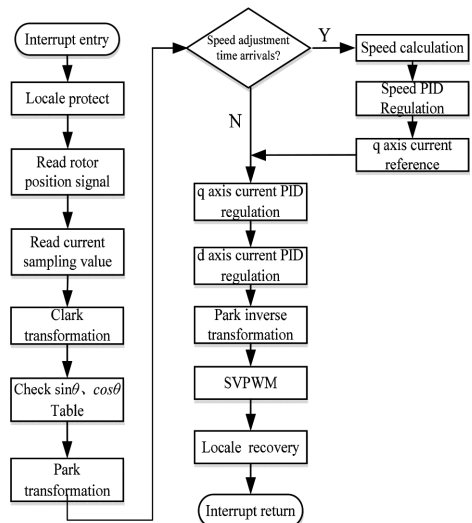 Interrupt entry
Locale protect
Read rotor
position signal
Read current
sampling value
Clark
transformation
Check sinθ、cosθ
Table
Park
transformation
Speed adjustment
time arrivals?
Y
N
Speed calculation
Speed PID
Regulation
q axis current
reference
q axis current PID
regulation
d axis current PID
regulation
Park inverse
transformation
SVPWM
Locale recovery
Interrupt return